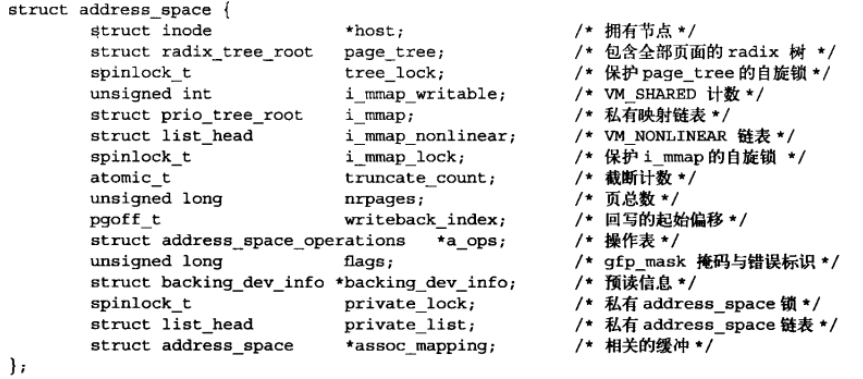 struct address_space {
struct inode *host; /* 拥有节点 */
struct radix_tree_root page_tree; /* 包含全部页面的 radix 树 */
spinlock_t tree_lock; /* 保护 page_tree 的自旋锁 */
unsigned int i_mmap_writable; /* VM_SHARED 计数 */
struct prio_tree_root i_mmap; /* 私有映射链表 */
struct list_head i_mmap_nonlinear; /* VM_NONLINEAR 链表 */
spinlock_t i_mmap_lock; /* 保护 i_mmap 的自旋锁 */
atomic_t truncate_count; /* 截断计数 */
unsigned long nrpages; /* 页总数 */
pgoff_t writeback_index; /* 回写的起始偏移 */
struct address_space_operations *a_ops; /* 操作表 */
unsigned long flags; /* gfp_mask 掩码与错误标识 */
struct backing_dev_info *backing_dev_info; /* 预读信息 */
spinlock_t private_lock; /* 私有 address_space 锁 */
struct list_head private_list; /* 私有 address_space 链表 */
struct address_space *assoc_mapping; /* 相关的缓冲 */
};